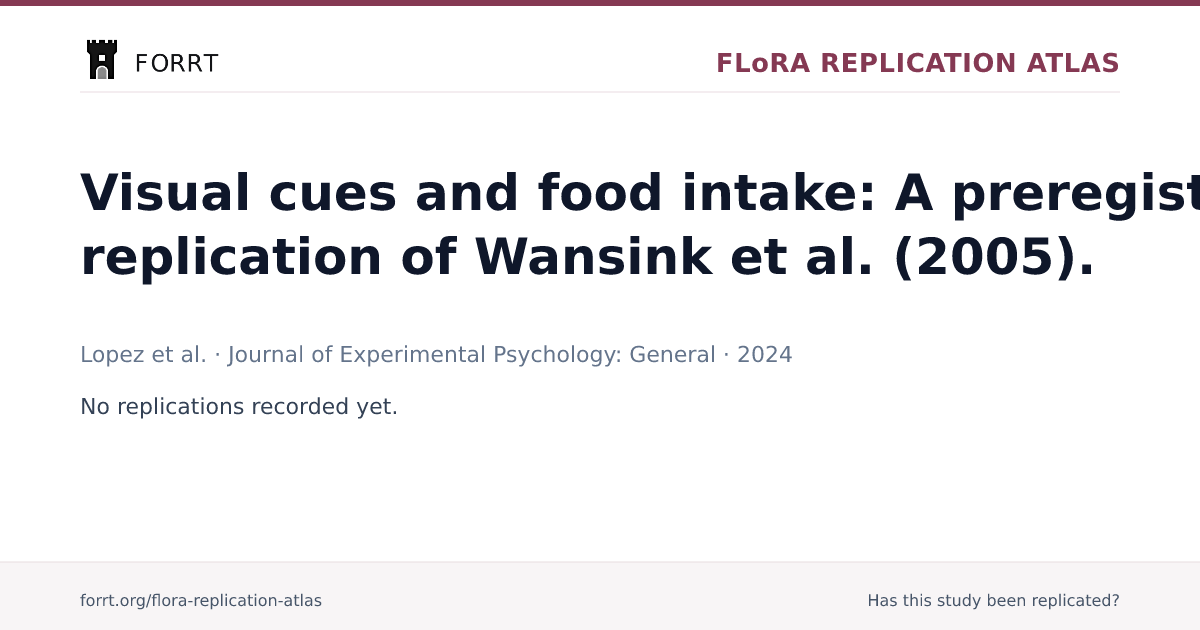 FORRT
FLoRA REPLICATION ATLAS
Visual cues and food intake: A preregist
replication of Wansink et al. (2005).
Lopez et al. · Journal of Experimental Psychology: General · 2024
No replications recorded yet.
forrt.org/flora-replication-atlas
Has this study been replicated?